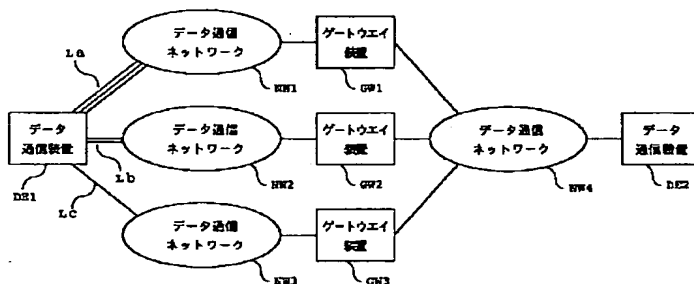 La
データ通信
ネットワーク
NW1
ゲートウエイ
装置
GW1
データ
通信装置
DE1
Lb
データ通信
ネットワーク
NW2
ゲートウエイ
装置
GW2
データ通信
ネットワーク
NW4
データ
通信装置
DE2
Lc
データ通信
ネットワーク
NW3
ゲートウエイ
装置
GW3